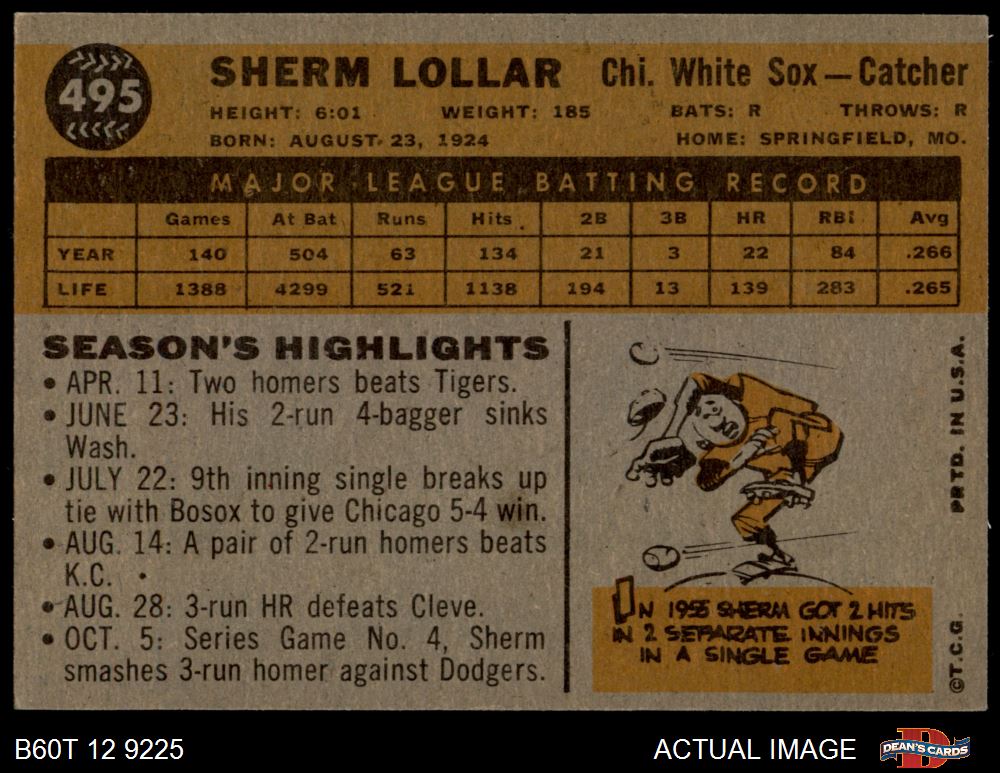 495
SHERM LOLLAR Chi. White Sox — Catcher
HEIGHT: 6:01 WEIGHT: 185 BATS: R THROWS: R
BORN: AUGUST 23, 1924 HOME: SPRINGFIELD, MO.
MAJOR LEAGUE BATTING RECORD
Games At Bat Runs Hits 2B 3B HR RBI Avg
YEAR 140 504 63 134 21 3 22 84 .266
LIFE 1388 4299 521 1138 194 13 139 283 .265
SEASON'S HIGHLIGHTS
• APR. 11: Two homers beats Tigers.
• JUNE 23: His 2-run 4-bagger sinks
Wash.
• JULY 22: 9th inning single breaks up
tie with Bosox to give Chicago 5-4 win.
• AUG. 14: A pair of 2-run homers beats
K.C.
• AUG. 28: 3-run HR defeats Cleve.
• OCT. 5: Series Game No. 4, Sherm
smashes 3-run homer against Dodgers.
IN 1955 SHERM GOT 2 HITS
IN 2 SEPARATE INNINGS
IN A SINGLE GAME
©T.C.G. PRTD. IN U.S.A.
B60T 12 9225 ACTUAL IMAGE DEAN'S CARDS